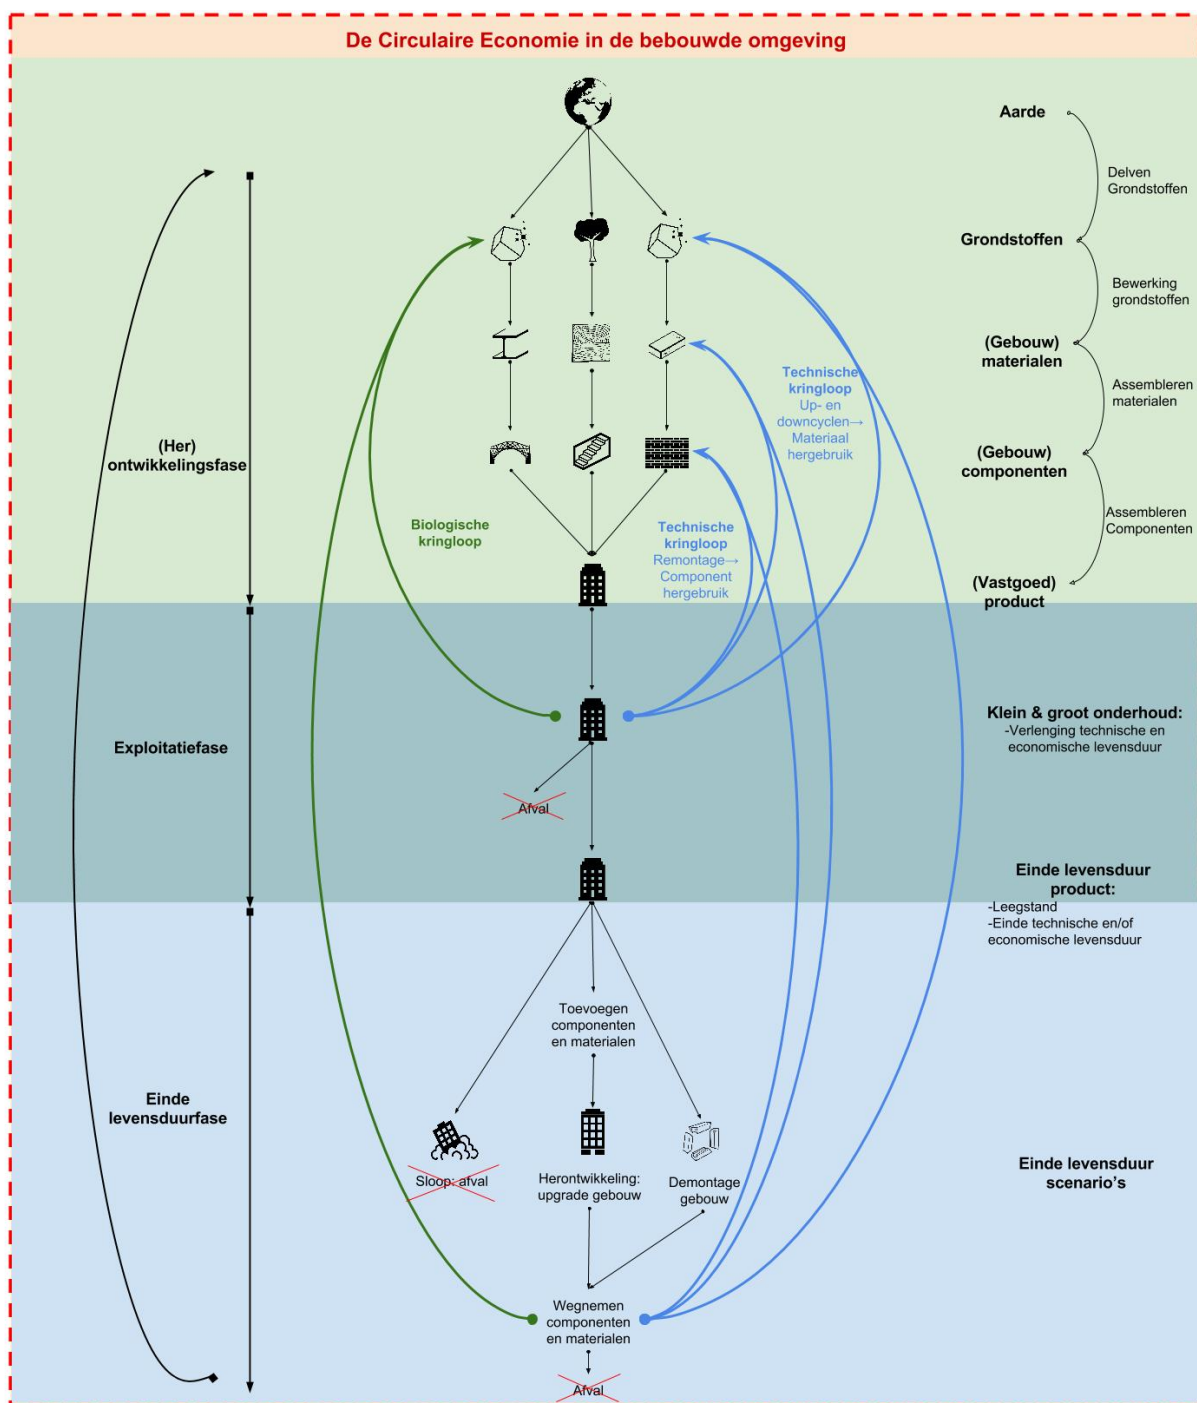 De Circulaire Economie in de bebouwde omgeving
Aarde
Delven
Grondstoffen
Grondstoffen
Bewerking
grondstoffen
(Gebouw)
materialen
Assembleren
materialen
(Gebouw)
componenten
Assembleren
Componenten
(Vastgoed)
product
Technische
kringloop
Up- en
downcyclen→
Materiaal
hergebruik
(Her)
ontwikkelingsfase
Biologische
kringloop
Technische
kringloop
Remontage→
Component
hergebruik
Exploitatiefase
Klein & groot onderhoud:
-Verlenging technische en
economische levensduur
Afval
Einde levensduur
product:
-Leegstand
-Einde technische en/of
economische levensduur
Toevoegen
componenten
en materialen
Einde
levensduurfase
Sloop: afval
Herontwikkeling:
upgrade gebouw
Demontage
gebouw
Einde levensduur
scenario's
Wegnemen
componenten
en materialen
Afval